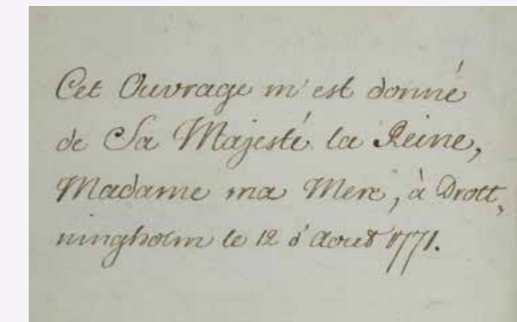 Cet Ouvrage m'est donné
de Sa Majesté la Reine,
Madame ma Mere, à Drott,
ningholm le 12 d'Aout 1771.